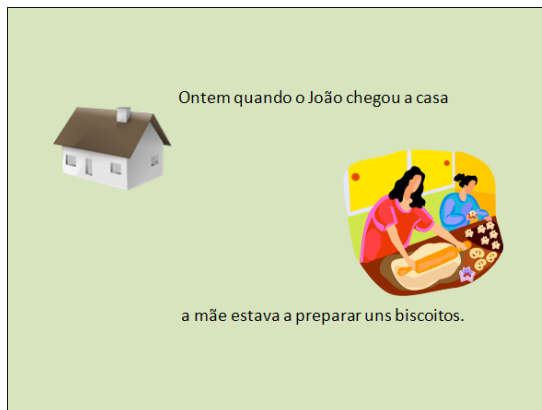 Ontem quando o João chegou a casa
a mãe estava a preparar uns biscoitos.